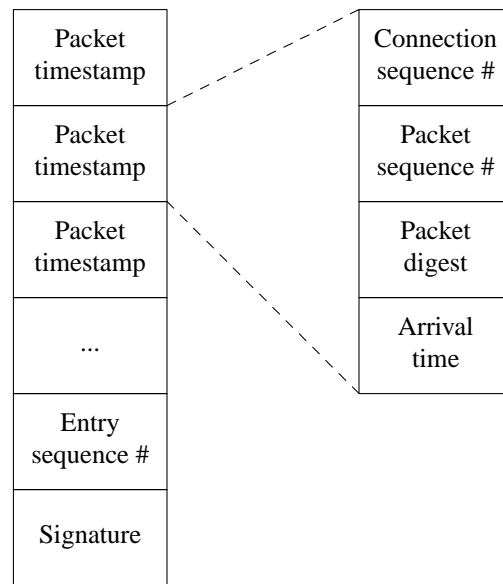 Packet
timestamp
Packet
timestamp
Packet
timestamp
...
Entry
sequence #
Signature
Connection
sequence #
Packet
sequence #
Packet
digest
Arrival
time